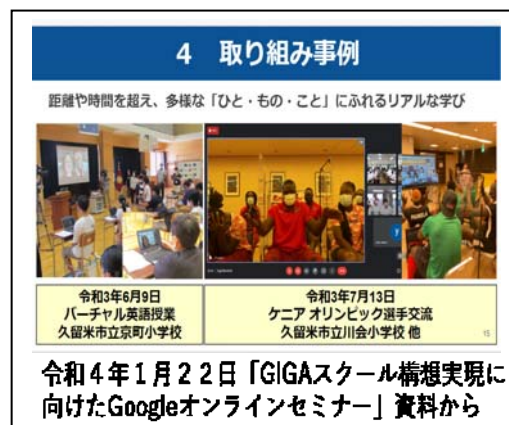 4 取り組み事例
距離や時間を超え、多様な「ひと・もの・こと」にふれるリアルな学び
令和3年6月9日
バーチャル英語授業
久留米市立京町小学校
令和3年7月13日
ケニア オリンピック選手交流
久留米市立川会小学校 他
15
令和４年１月２２日「GIGAスクール構想実現に
向けたGoogleオンラインセミナー」資料から